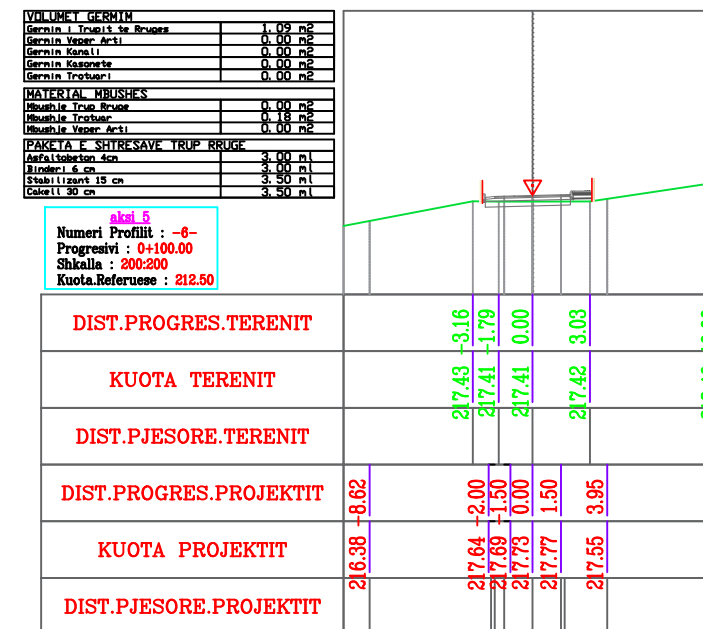 VOLUMET GERMIM
Germim i Trupit te Rruges 1.09 m2
Germim Veper Arti 0.00 m2
Germim Kanali 0.00 m2
Germim Kasonete 0.00 m2
Germim Trotuari 0.00 m2
MATERIAL MBUSHES
Mbushje Trup Rruge 0.00 m2
Mbushje Trotuar 0.18 m2
Mbushje Veper Arti 0.00 m2
PAKETA E SHTRESAVE TRUP RRUGE
Asfaltobeton 4cm 3.00 ml
Binderi 6 cm 3.00 ml
Stabilizant 15 cm 3.50 ml
Cakell 30 cm 3.50 ml
aksi 5
Numeri Profilit : -6-
Progresivi : 0+100.00
Shkalla : 200:200
Kuota.Referuese : 212.50
DIST.PROGRES.TERENIT -3.16 -1.79 0.00 3.03
KUOTA TERENIT 217.43 217.41 217.41 217.42
DIST.PJESORE.TERENIT
DIST.PROGRES.PROJEKTIT -8.62 -2.00 -1.50 0.00 1.50 3.95
KUOTA PROJEKTIT 216.38 217.64 217.69 217.73 217.77 217.55
DIST.PJESORE.PROJEKTIT